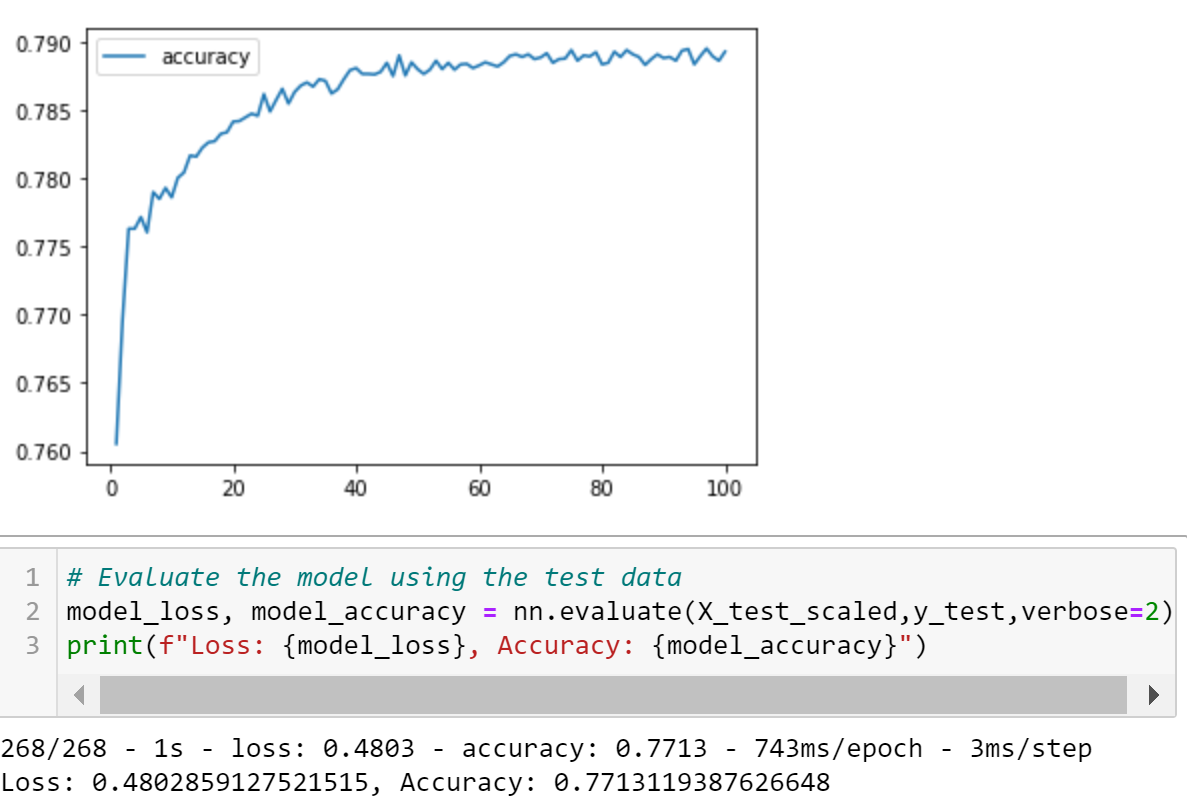 0.790
accuracy
0.785
0.780
0.775
0.770
0.765
0.760
0 20 40 60 80 100
1 # Evaluate the model using the test data
2 model_loss, model_accuracy = nn.evaluate(X_test_scaled,y_test,verbose=2)
3 print(f"Loss: {model_loss}, Accuracy: {model_accuracy}")
268/268 - 1s - loss: 0.4803 - accuracy: 0.7713 - 743ms/epoch - 3ms/step
Loss: 0.4802859127521515, Accuracy: 0.7713119387626648